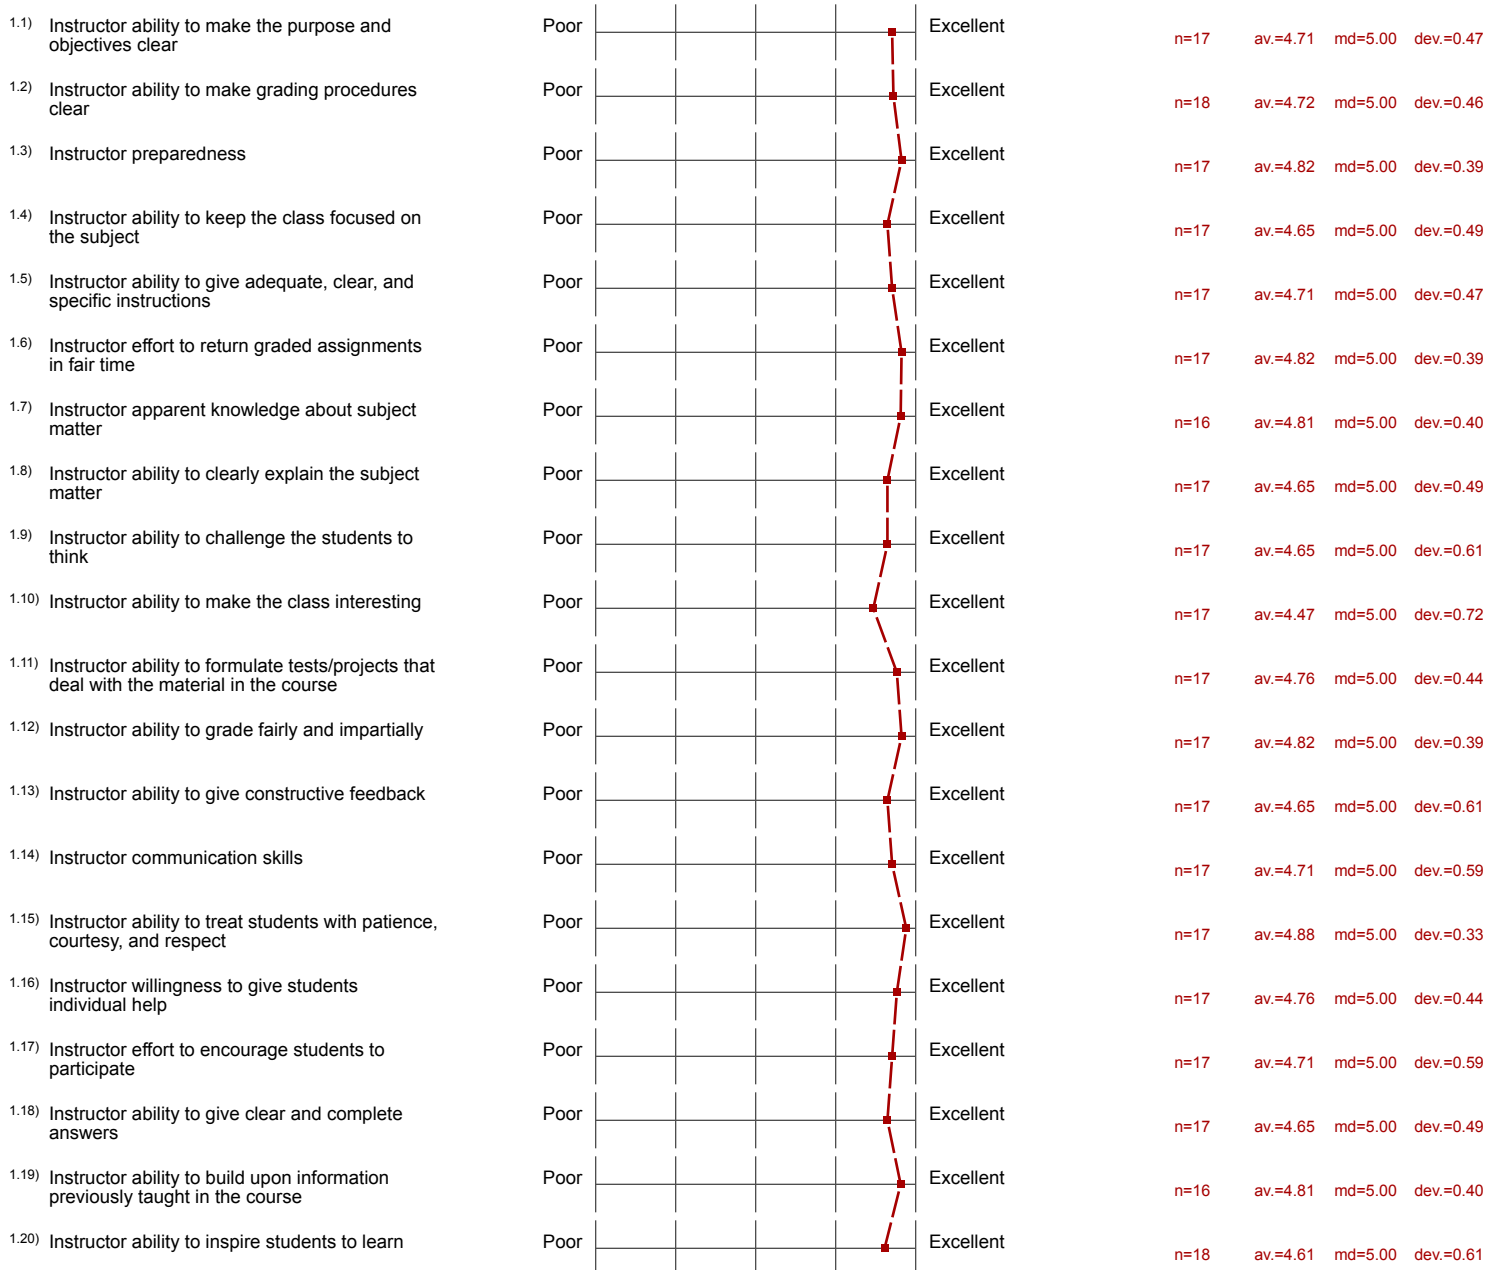 1.1) Instructor ability to make the purpose and Poor Excellent
objectives clear n=17 av.=4.71 md=5.00 dev.=0.47
1.2) Instructor ability to make grading procedures Poor Excellent
clear n=18 av.=4.72 md=5.00 dev.=0.46
1.3) Instructor preparedness Poor Excellent
n=17 av.=4.82 md=5.00 dev.=0.39
1.4) Instructor ability to keep the class focused on Poor Excellent
the subject n=17 av.=4.65 md=5.00 dev.=0.49
1.5) Instructor ability to give adequate, clear, and Poor Excellent
specific instructions n=17 av.=4.71 md=5.00 dev.=0.47
1.6) Instructor effort to return graded assignments Poor Excellent
in fair time n=17 av.=4.82 md=5.00 dev.=0.39
1.7) Instructor apparent knowledge about subject Poor Excellent
matter n=16 av.=4.81 md=5.00 dev.=0.40
1.8) Instructor ability to clearly explain the subject Poor Excellent
matter n=17 av.=4.65 md=5.00 dev.=0.49
1.9) Instructor ability to challenge the students to Poor Excellent
think n=17 av.=4.65 md=5.00 dev.=0.61
1.10) Instructor ability to make the class interesting Poor Excellent
n=17 av.=4.47 md=5.00 dev.=0.72
1.11) Instructor ability to formulate tests/projects that Poor Excellent
deal with the material in the course n=17 av.=4.76 md=5.00 dev.=0.44
1.12) Instructor ability to grade fairly and impartially Poor Excellent
n=17 av.=4.82 md=5.00 dev.=0.39
1.13) Instructor ability to give constructive feedback Poor Excellent
n=17 av.=4.65 md=5.00 dev.=0.61
1.14) Instructor communication skills Poor Excellent
n=17 av.=4.71 md=5.00 dev.=0.59
1.15) Instructor ability to treat students with patience, Poor Excellent
courtesy, and respect n=17 av.=4.88 md=5.00 dev.=0.33
1.16) Instructor willingness to give students Poor Excellent
individual help n=17 av.=4.76 md=5.00 dev.=0.44
1.17) Instructor effort to encourage students to Poor Excellent
participate n=17 av.=4.71 md=5.00 dev.=0.59
1.18) Instructor ability to give clear and complete Poor Excellent
answers n=17 av.=4.65 md=5.00 dev.=0.49
1.19) Instructor ability to build upon information Poor Excellent
previously taught in the course n=16 av.=4.81 md=5.00 dev.=0.40
1.20) Instructor ability to inspire students to learn Poor Excellent
n=18 av.=4.61 md=5.00 dev.=0.61